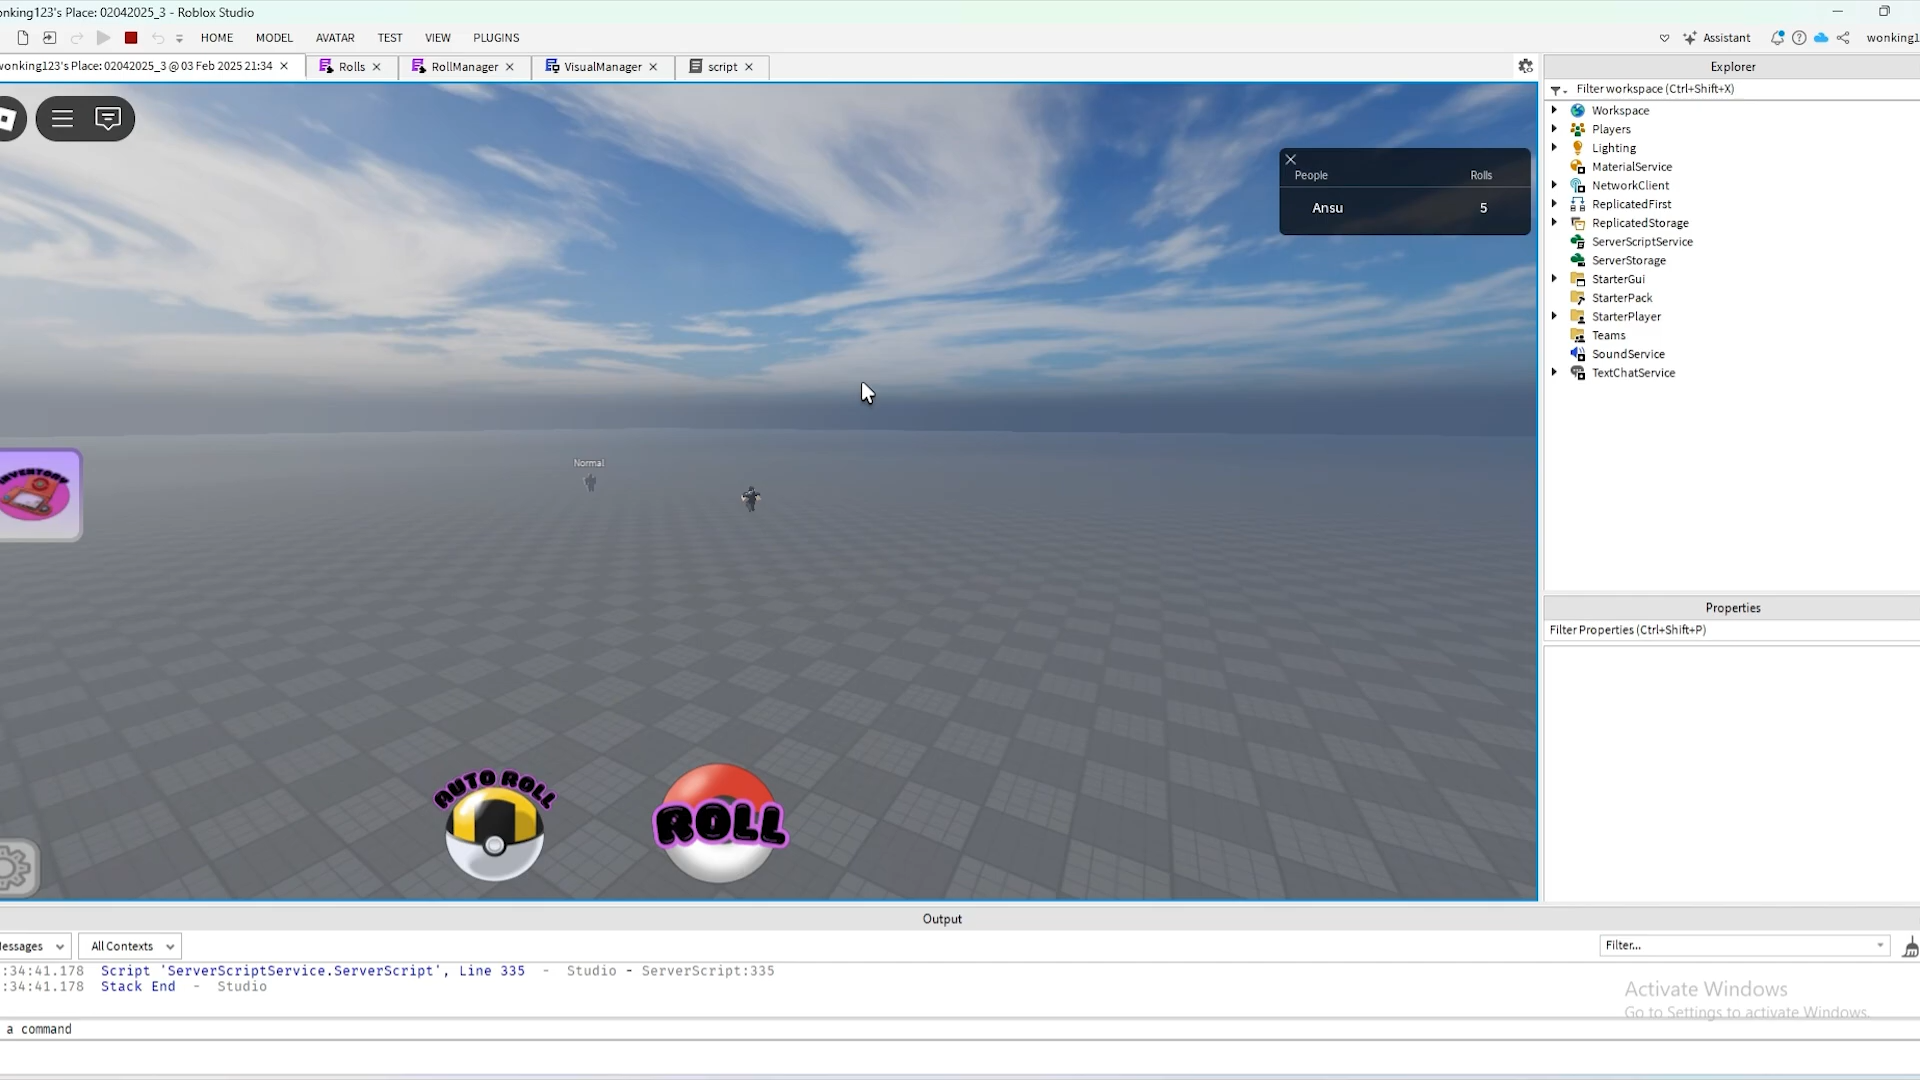 onking123's Place: 02042025_3 - Roblox Studio
HOME MODEL AVATAR TEST VIEW PLUGINS
Assistant
wonking1
wonking123's Place: 02042025_3 @ 03 Feb 2025 21:34
Rolls
RollManager
VisualManager
script
Explorer
Filter workspace (Ctrl+Shift+X)
Workspace
Players
Lighting
MaterialService
NetworkClient
ReplicatedFirst
ReplicatedStorage
ServerScriptService
ServerStorage
StarterGui
StarterPack
StarterPlayer
Teams
SoundService
TextChatService
People Rolls
Ansu 5
Normal
INVENTORY
AUTO ROLL
ROLL
Properties
Filter Properties (Ctrl+Shift+P)
Output
Messages
All Contexts
Filter...
:34:41.178 Script 'ServerScriptService.ServerScript', Line 335 - Studio - ServerScript:335
:34:41.178 Stack End - Studio
a command
Activate Windows
Go to Settings to activate Windows.